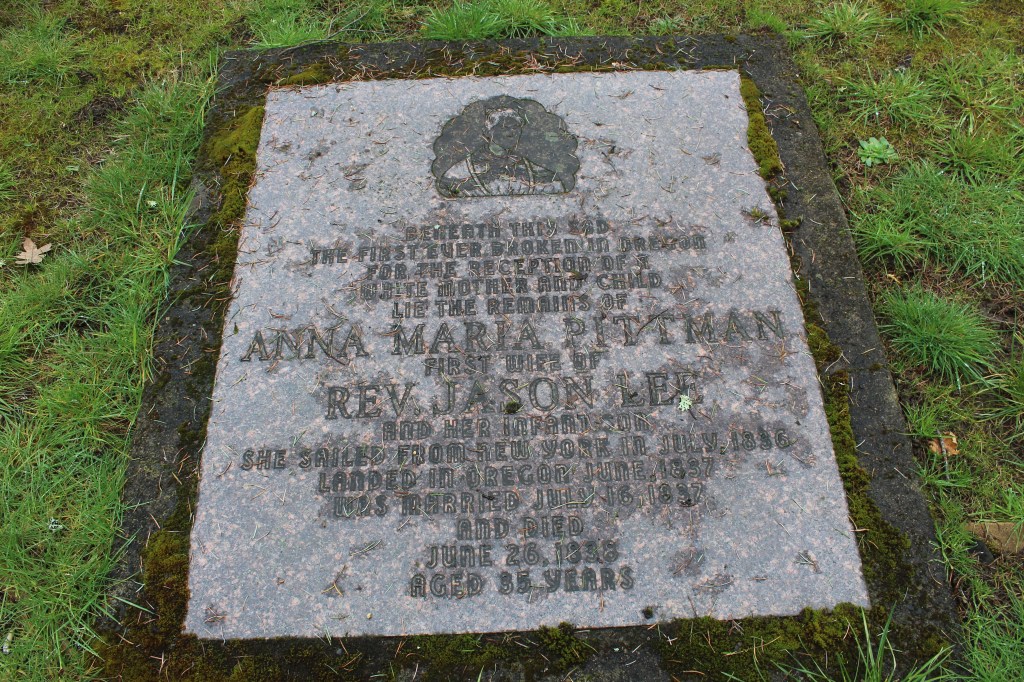 BENEATH THIS SOD
THE FIRST EVER BROKEN IN OREGON
FOR THE RECEPTION OF A
WHITE MOTHER AND CHILD
LIE THE REMAINS OF
ANNA MARIA PITTMAN
FIRST WIFE OF
REV. JASON LEE
AND HER INFANT SON
SHE SAILED FROM NEW YORK IN JULY, 1836
LANDED IN OREGON JUNE, 1837
WAS MARRIED JULY 16, 1837
AND DIED
JUNE 26, 1838
AGED 35 YEARS